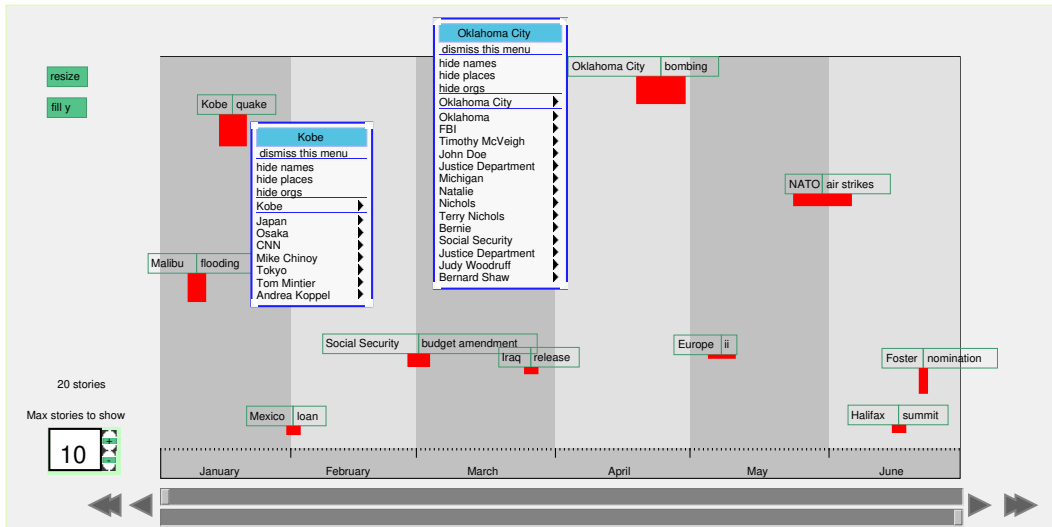 resize
fill y
Kobe quake
Kobe
dismiss this menu
hide names
hide places
hide orgs
Kobe
Japan
Osaka
CNN
Mike Chinoy
Tokyo
Tom Mintier
Andrea Koppel
Oklahoma City
dismiss this menu
hide names
hide places
hide orgs
Oklahoma City
Oklahoma
FBI
Timothy McVeigh
John Doe
Justice Department
Michigan
Natalie
Nichols
Terry Nichols
Bernie
Social Security
Justice Department
Judy Woodruff
Bernard Shaw
Oklahoma City bombing
NATO air strikes
Malibu flooding
Social Security budget amendment
Iraq release
Europe ii
Foster nomination
Mexico loan
Halifax summit
20 stories
Max stories to show
10
+
-
January February March April May June